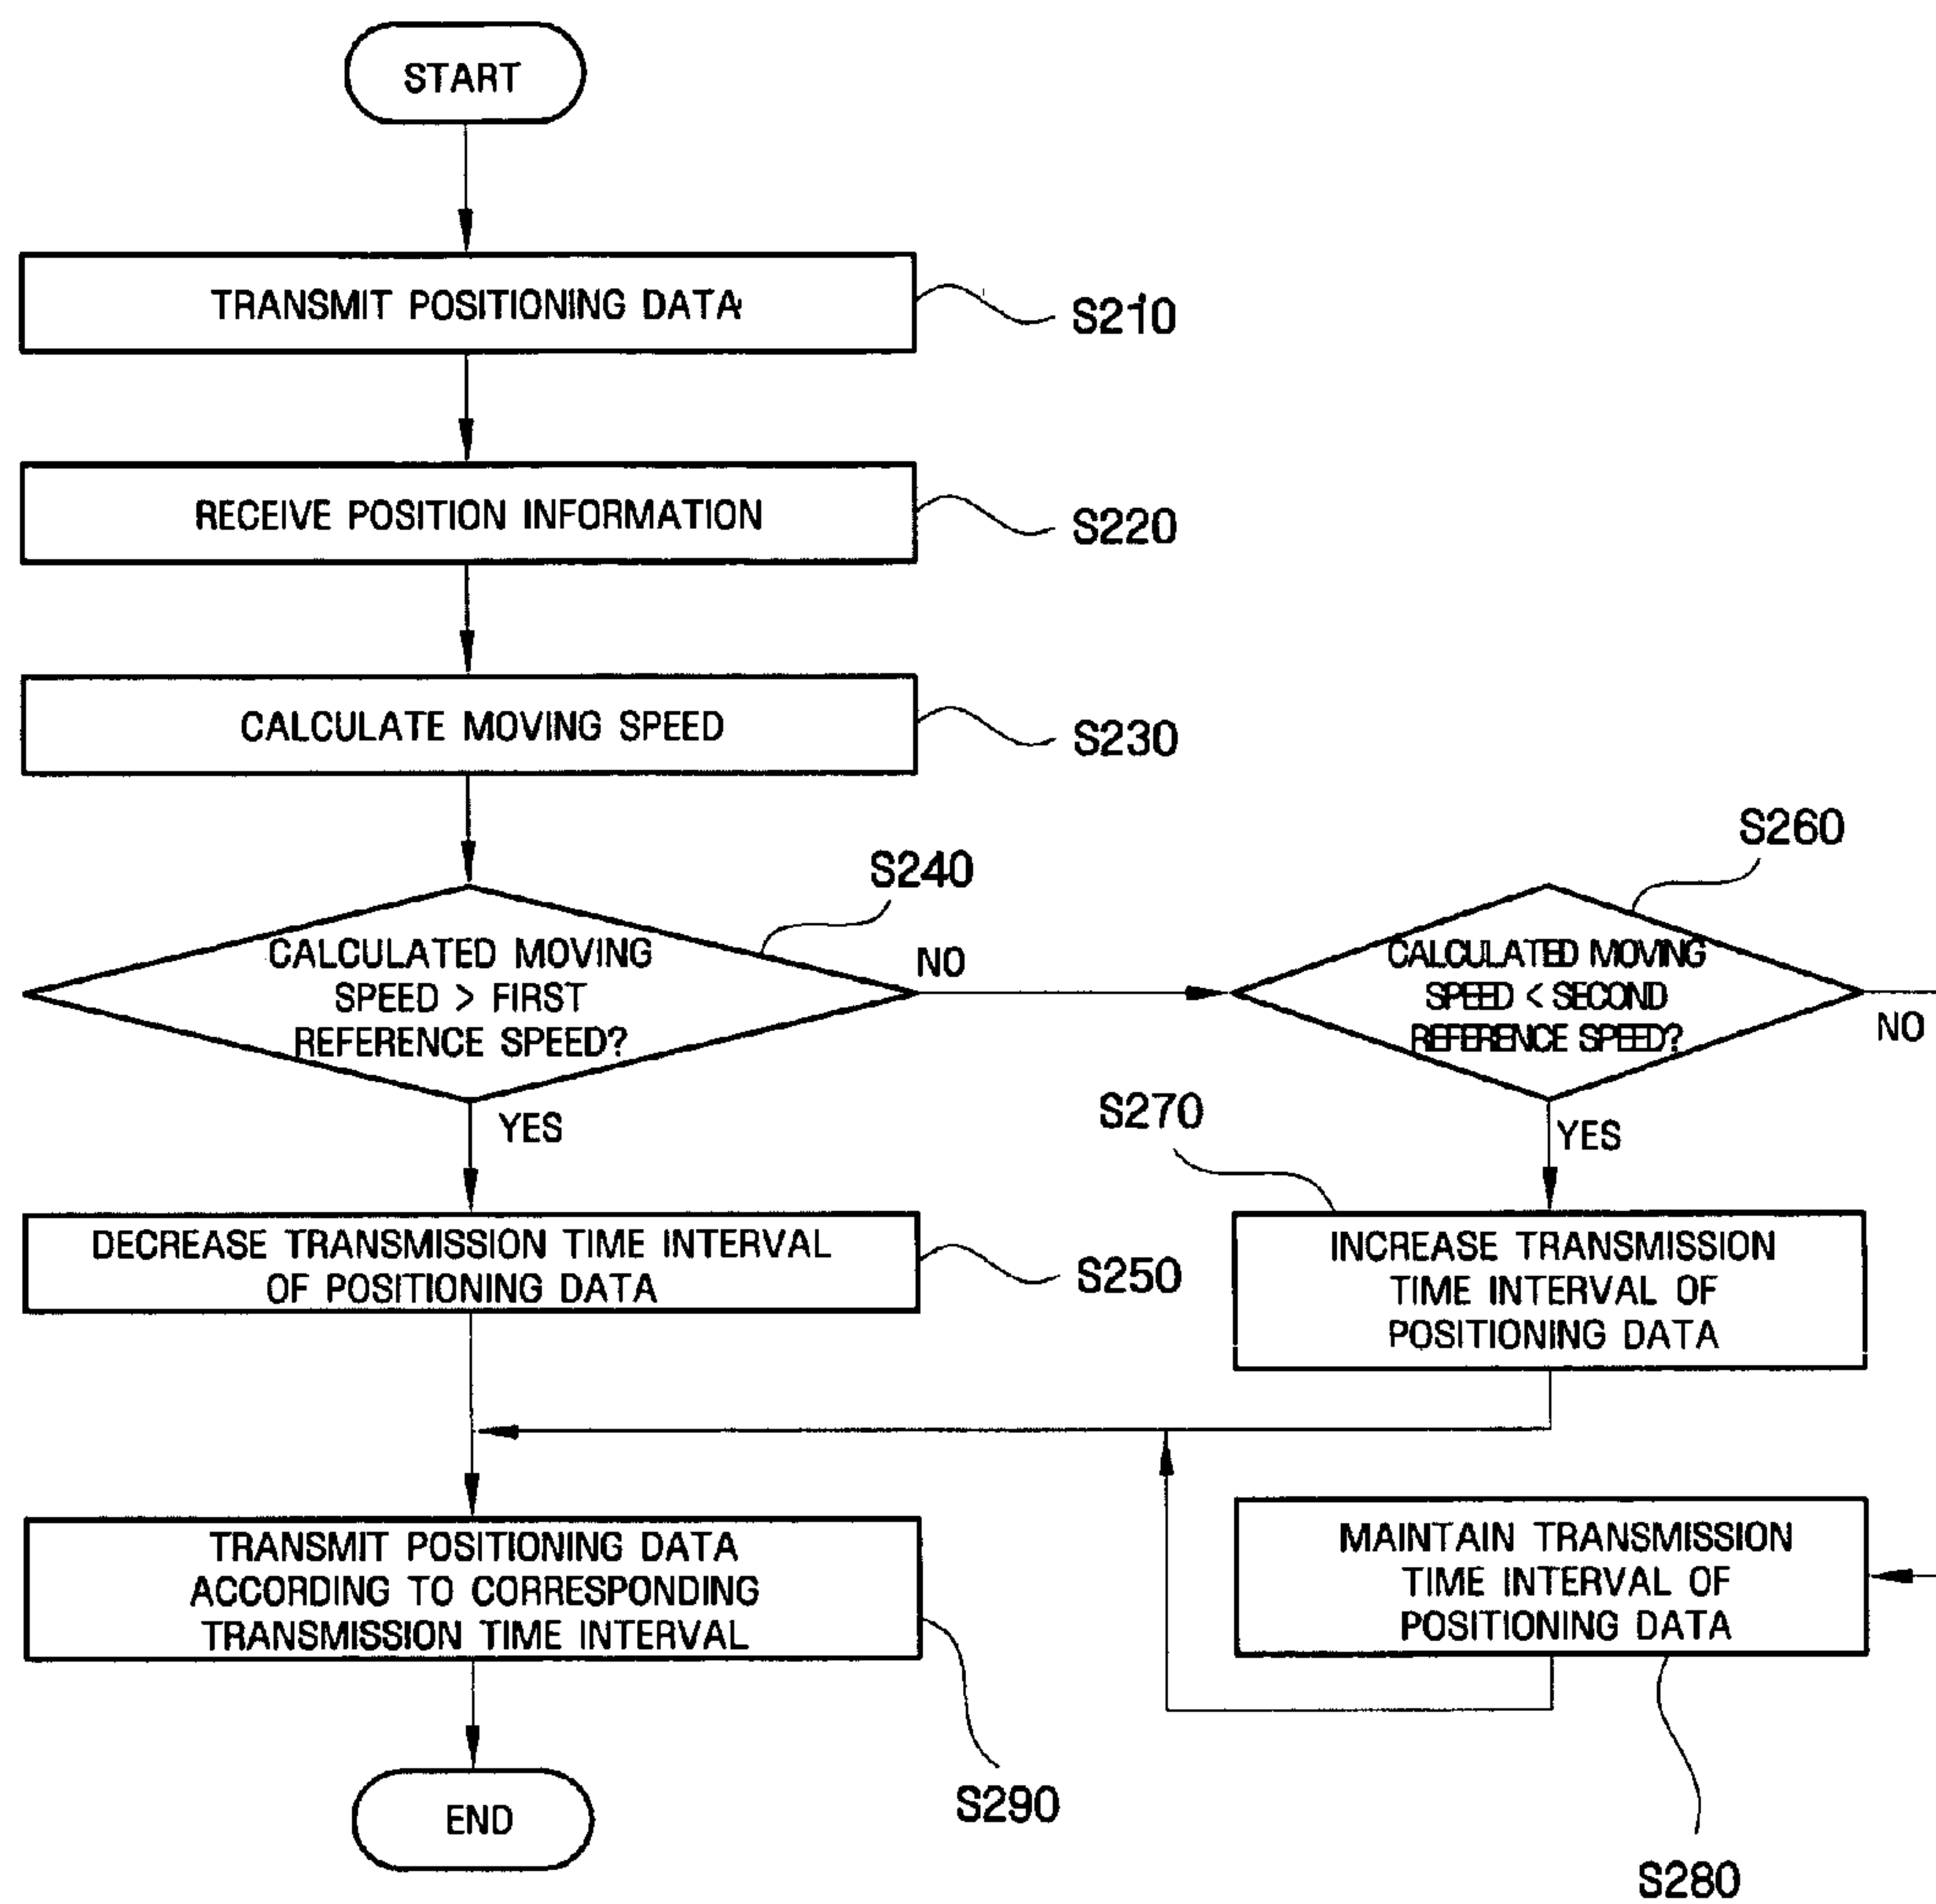 START
TRANSMIT POSITIONING DATA
S210
RECEIVE POSITION INFORMATION
S220
CALCULATE MOVING SPEED
S230
S240
CALCULATED MOVING
SPEED > FIRST
REFERENCE SPEED?
NO
YES
S260
CALCULATED MOVING
SPEED < SECOND
REFERENCE SPEED?
NO
YES
DECREASE TRANSMISSION TIME INTERVAL
OF POSITIONING DATA
S250
S270
INCREASE TRANSMISSION
TIME INTERVAL OF
POSITIONING DATA
MAINTAIN TRANSMISSION
TIME INTERVAL OF
POSITIONING DATA
S280
TRANSMIT POSITIONING DATA
ACCORDING TO CORRESPONDING
TRANSMISSION TIME INTERVAL
S290
END